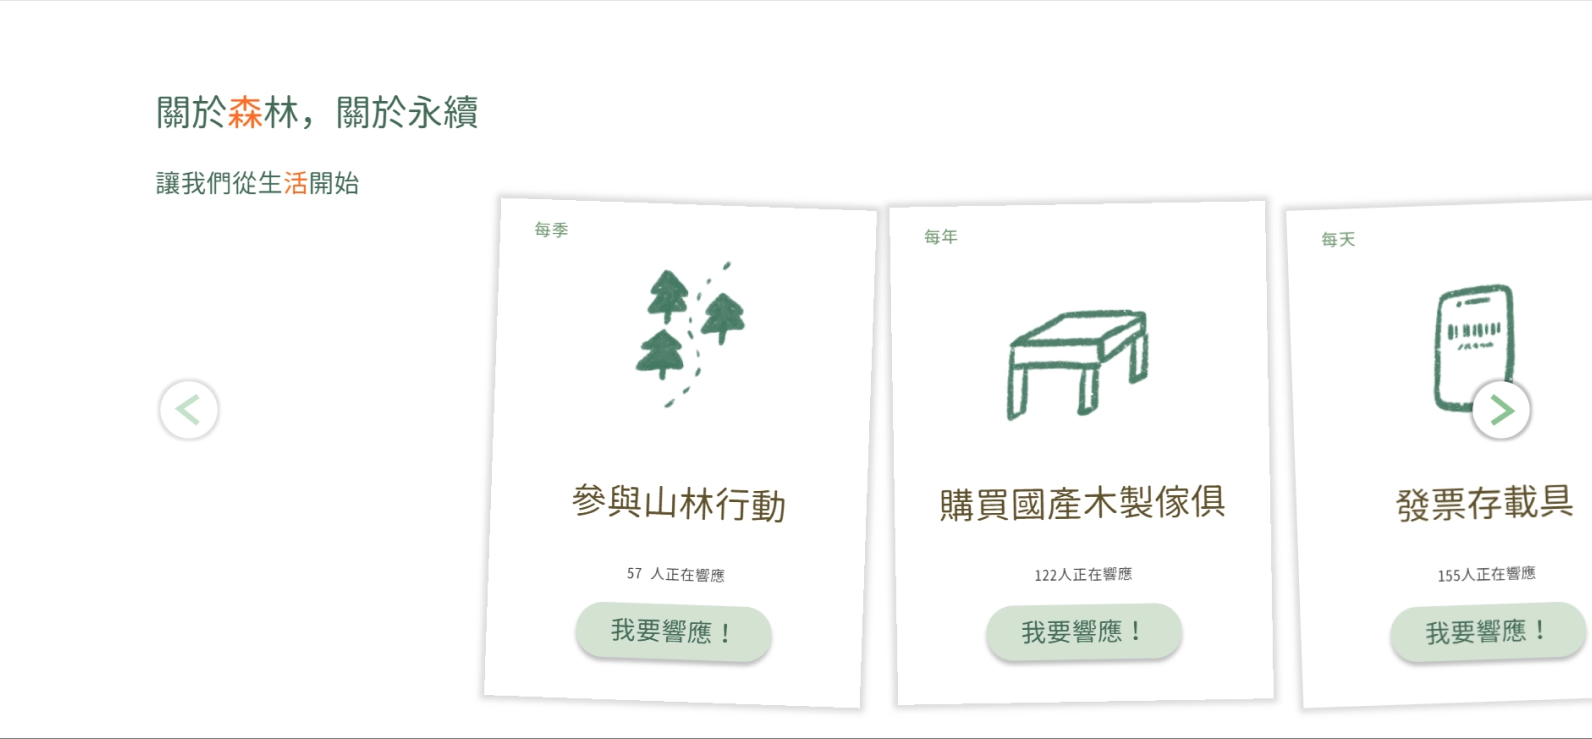 關於森林，關於永續
讓我們從生活開始
每季
參與山林行動
57 人正在響應
我要響應！
每年
購買國產木製傢俱
122人正在響應
我要響應！
每天
發票存載具
155人正在響應
我要響應！